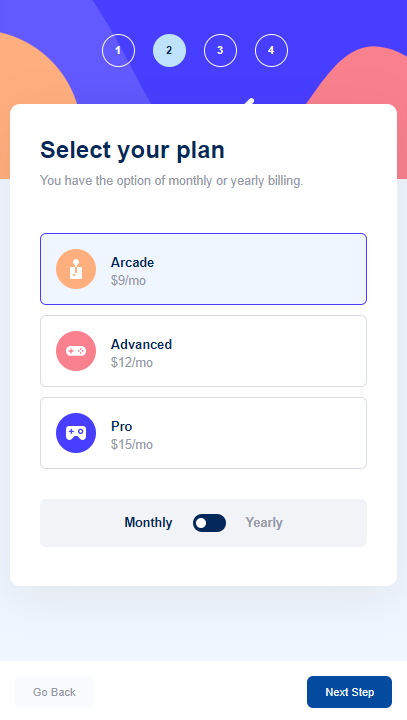 1 2 3 4
Select your plan
You have the option of monthly or yearly billing.
Arcade
$9/mo
Advanced
$12/mo
Pro
$15/mo
Monthly Yearly
Go Back Next Step